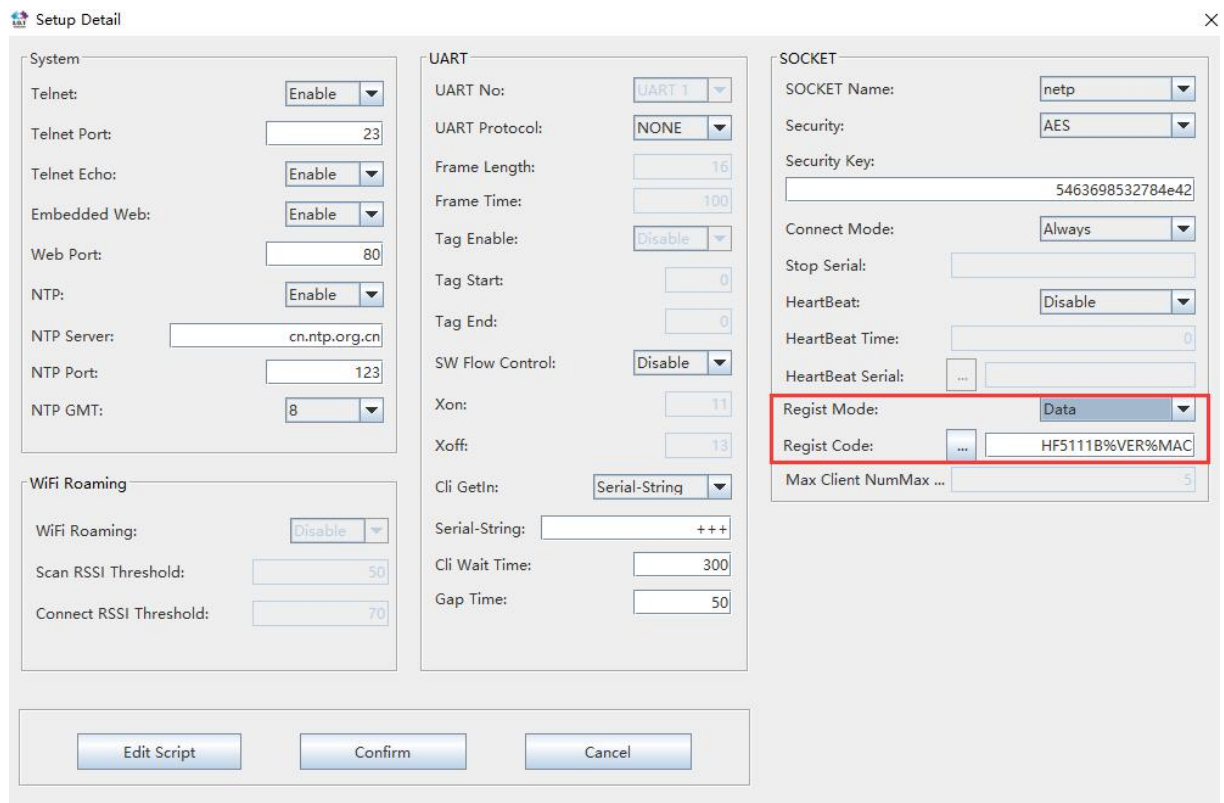 Setup Detail
System
Telnet: Enable
Telnet Port: 23
Telnet Echo: Enable
Embedded Web: Enable
Web Port: 80
NTP: Enable
NTP Server: cn.ntp.org.cn
NTP Port: 123
NTP GMT: 8
WiFi Roaming
WiFi Roaming: Disable
Scan RSSI Threshold: 50
Connect RSSI Threshold: 70
UART
UART No: UART 1
UART Protocol: NONE
Frame Length: 16
Frame Time: 100
Tag Enable: Disable
Tag Start: 0
Tag End: 0
SW Flow Control: Disable
Xon: 11
Xoff: 13
Cli GetIn: Serial-String
Serial-String: +++
Cli Wait Time: 300
Gap Time: 50
SOCKET
SOCKET Name: netp
Security: AES
Security Key:
5463698532784e42
Connect Mode: Always
Stop Serial:
HeartBeat: Disable
HeartBeat Time: 0
HeartBeat Serial: ...
Regist Mode: Data
Regist Code: ... HF5111B%VER%MAC
Max Client NumMax ... 5
Edit Script Confirm Cancel